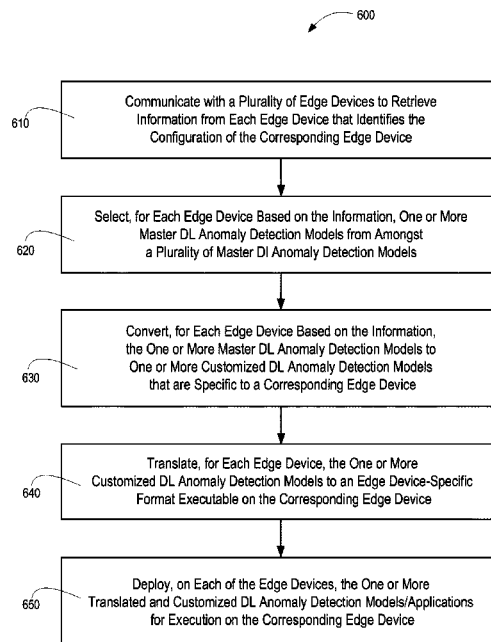 600
610
Communicate with a Plurality of Edge Devices to Retrieve
Information from Each Edge Device that Identifies the
Configuration of the Corresponding Edge Device
620
Select, for Each Edge Device Based on the Information, One or More
Master DL Anomaly Detection Models from Amongst
a Plurality of Master Dl Anomaly Detection Models
630
Convert, for Each Edge Device Based on the Information,
the One or More Master DL Anomaly Detection Models to
One or More Customized DL Anomaly Detection Models
that are Specific to a Corresponding Edge Device
640
Translate, for Each Edge Device, the One or More
Customized DL Anomaly Detection Models to an Edge Device-Specific
Format Executable on the Corresponding Edge Device
650
Deploy, on Each of the Edge Devices, the One or More
Translated and Customized DL Anomaly Detection Models/Applications
for Execution on the Corresponding Edge Device